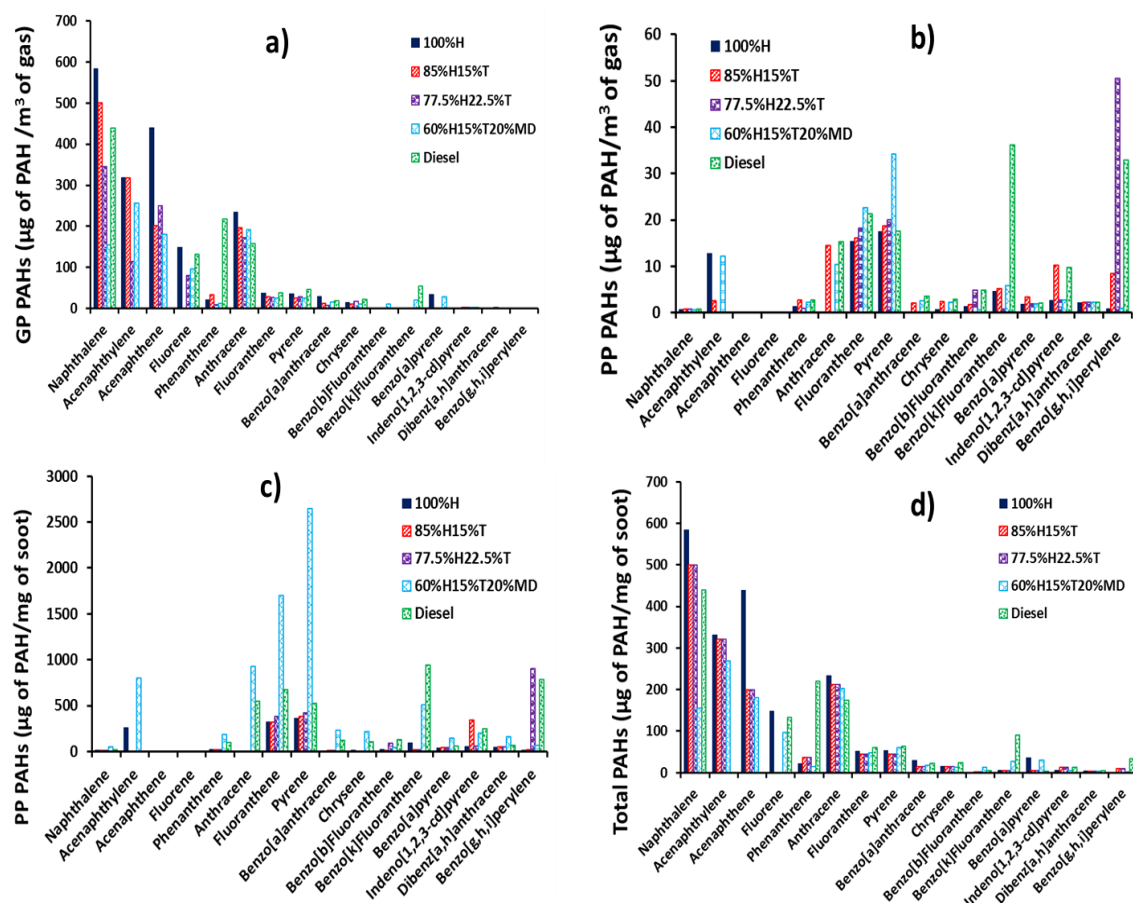 a)
GP PAHs (µg of PAH /m³ of gas)
700
600
500
400
300
200
100
0
100%H
85%H15%T
77.5%H22.5%T
60%H15%T20%MD
Diesel
Naphthalene
Acenaphthylene
Acenaphthene
Fluorene
Phenanthrene
Anthracene
Fluoranthene
Pyrene
Benzo[a]anthracene
Chrysene
Benzo[b]Fluoranthene
Benzo[k]Fluoranthene
Benzo[a]pyrene
Indeno[1,2,3-cd]pyrene
Dibenz[a,h]anthracene
Benzo[g,h,i]perylene
b)
PP PAHs (µg of PAH/m³ of gas)
60
50
40
30
20
10
0
100%H
85%H15%T
77.5%H22.5%T
60%H15%T20%MD
Diesel
Naphthalene
Acenaphthylene
Acenaphthene
Fluorene
Phenanthrene
Anthracene
Fluoranthene
Pyrene
Benzo[a]anthracene
Chrysene
Benzo[b]Fluoranthene
Benzo[k]Fluoranthene
Benzo[a]pyrene
Indeno[1,2,3-cd]pyrene
Dibenz[a,h]anthracene
Benzo[g,h,i]perylene
c)
PP PAHs (µg of PAH/mg of soot)
3000
2500
2000
1500
1000
500
0
100%H
85%H15%T
77.5%H22.5%T
60%H15%T20%MD
Diesel
Naphthalene
Acenaphthylene
Acenaphthene
Fluorene
Phenanthrene
Anthracene
Fluoranthene
Pyrene
Benzo[a]anthracene
Chrysene
Benzo[b]Fluoranthene
Benzo[k]Fluoranthene
Benzo[a]pyrene
Indeno[1,2,3-cd]pyrene
Dibenz[a,h]anthracene
Benzo[g,h,i]perylene
d)
Total PAHs (µg of PAH/mg of soot)
700
600
500
400
300
200
100
0
100%H
85%H15%T
77.5%H22.5%T
60%H15%T20%MD
Diesel
Naphthalene
Acenaphthylene
Acenaphthene
Fluorene
Phenanthrene
Anthracene
Fluoranthene
Pyrene
Benzo[a]anthracene
Chrysene
Benzo[b]Fluoranthene
Benzo[k]Fluoranthene
Benzo[a]pyrene
Indeno[1,2,3-cd]pyrene
Dibenz[a,h]anthracene
Benzo[g,h,i]perylene